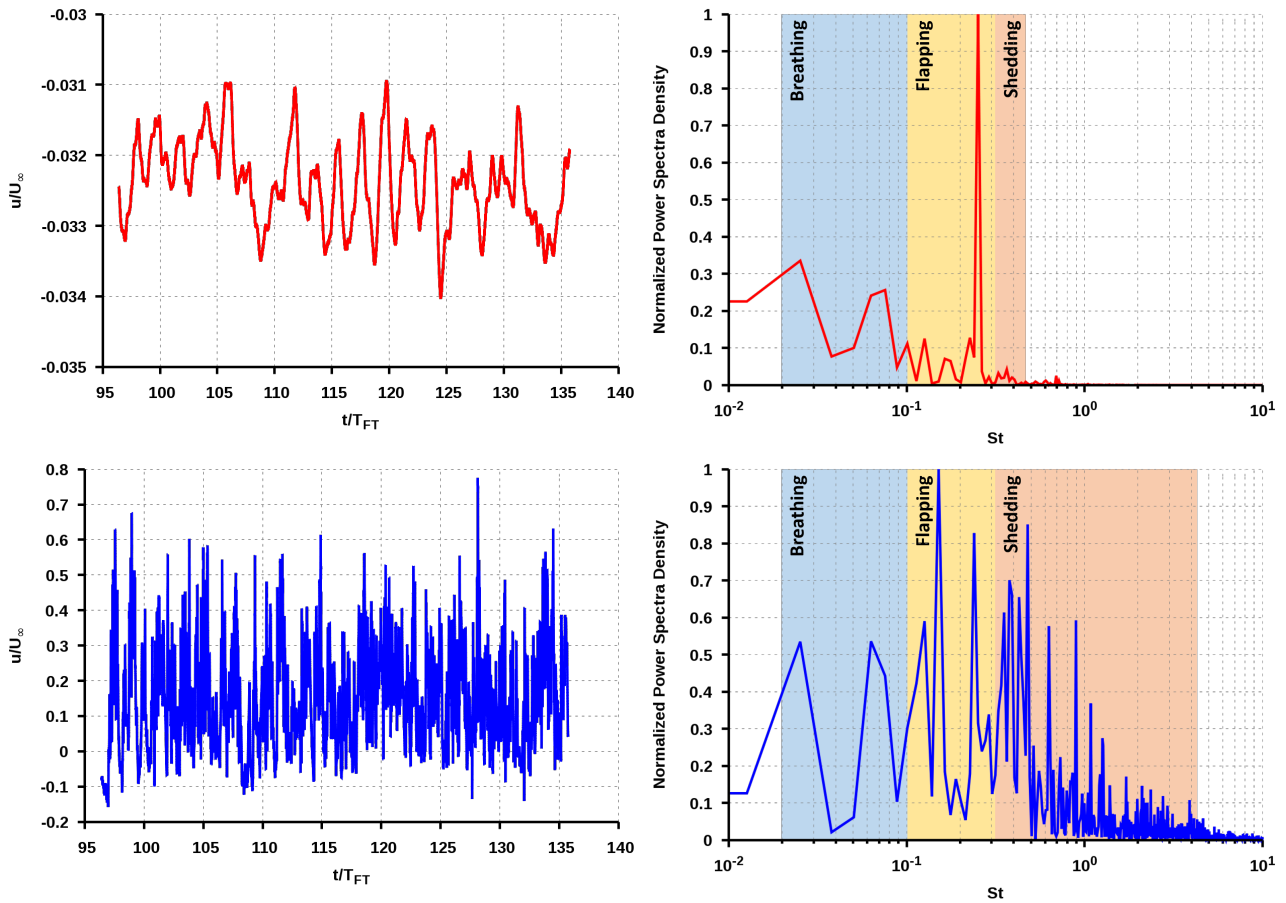 -0.03
-0.031
-0.032
-0.033
-0.034
-0.035
u/U∞
95 100 105 110 115 120 125 130 135 140
t/TFT
1
0.9
0.8
0.7
0.6
0.5
0.4
0.3
0.2
0.1
0
Normalized Power Spectra Density
Breathing
Flapping
Shedding
10-2 10-1 100 101
St
0.8
0.7
0.6
0.5
0.4
0.3
0.2
0.1
0
-0.1
-0.2
u/U∞
95 100 105 110 115 120 125 130 135 140
t/TFT
1
0.9
0.8
0.7
0.6
0.5
0.4
0.3
0.2
0.1
0
Normalized Power Spectra Density
Breathing
Flapping
Shedding
10-2 10-1 100 101
St